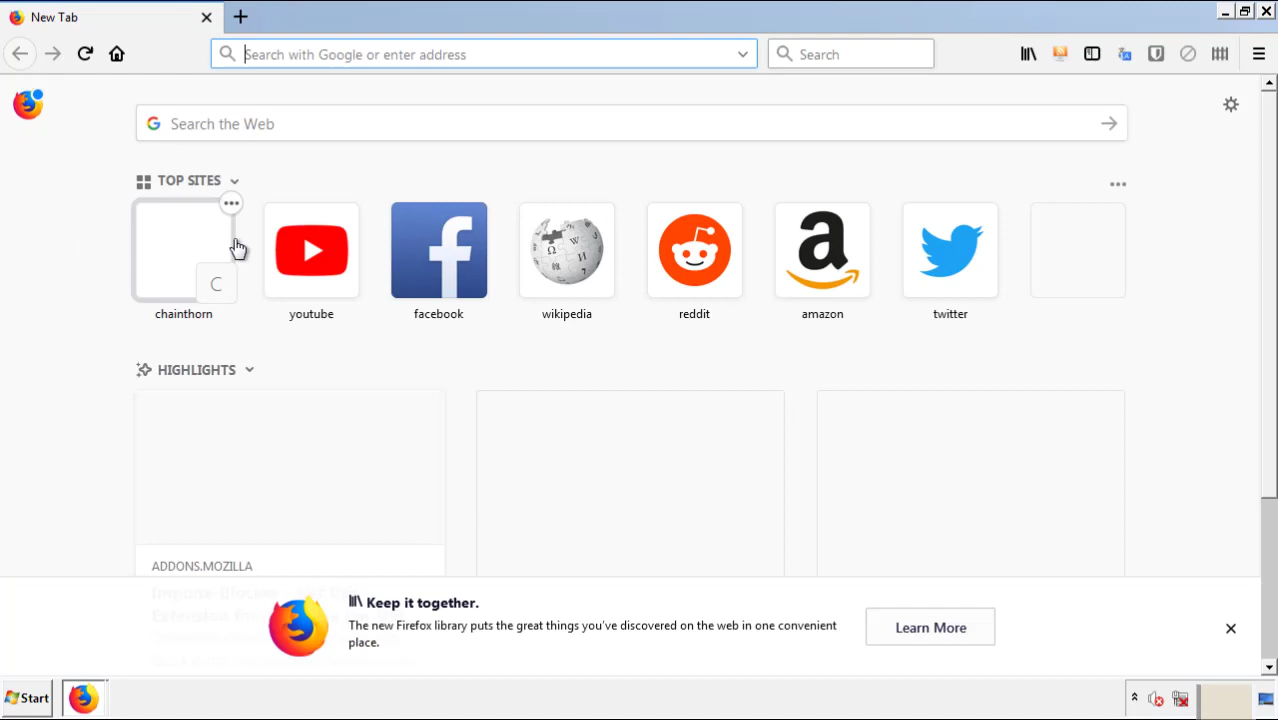 New Tab
Search with Google or enter address
Search
Search the Web
TOP SITES
C
chainthorn
youtube
facebook
wikipedia
reddit
amazon
twitter
HIGHLIGHTS
ADDONS.MOZILLA
Keep it together.
The new Firefox library puts the great things you've discovered on the web in one convenient
place.
Learn More
Start